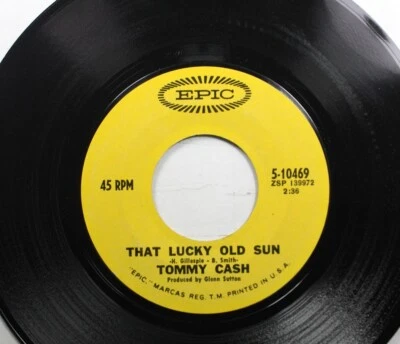 EPIC
45 RPM
5-10469
ZSP 139972
2:36
THAT LUCKY OLD SUN
-H. Gillespie - B. Smith-
TOMMY CASH
Produced by Glenn Sutton
"EPIC," MARCAS REG. T.M. PRINTED IN U.S.A.